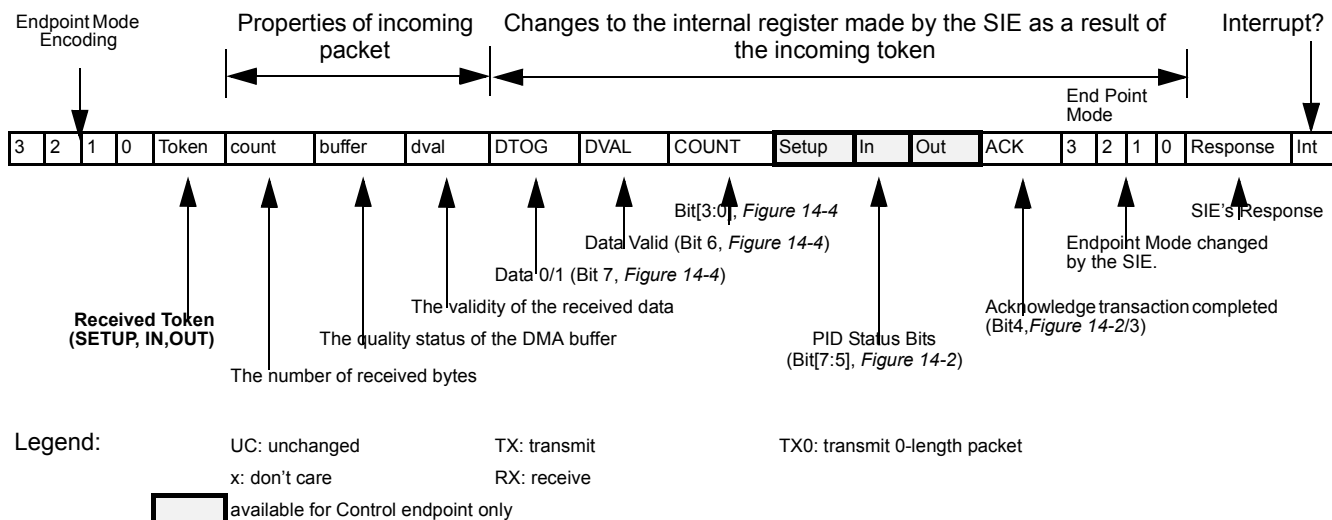 Endpoint Mode
Encoding
Properties of incoming
packet
Changes to the internal register made by the SIE as a result of
the incoming token
Interrupt?
End Point
Mode
3 2 1 0 Token count buffer dval DTOG DVAL COUNT Setup In Out ACK 3 2 1 0 Response Int
Bit[3:0], Figure 14-4
SIE's Response
Data Valid (Bit 6, Figure 14-4)
Endpoint Mode changed
by the SIE.
Data 0/1 (Bit 7, Figure 14-4)
The validity of the received data
Acknowledge transaction completed
(Bit4,Figure 14-2/3)
Received Token
(SETUP, IN,OUT)
The quality status of the DMA buffer
PID Status Bits
(Bit[7:5], Figure 14-2)
The number of received bytes
Legend:
UC: unchanged
TX: transmit
TX0: transmit 0-length packet
x: don't care
RX: receive
available for Control endpoint only